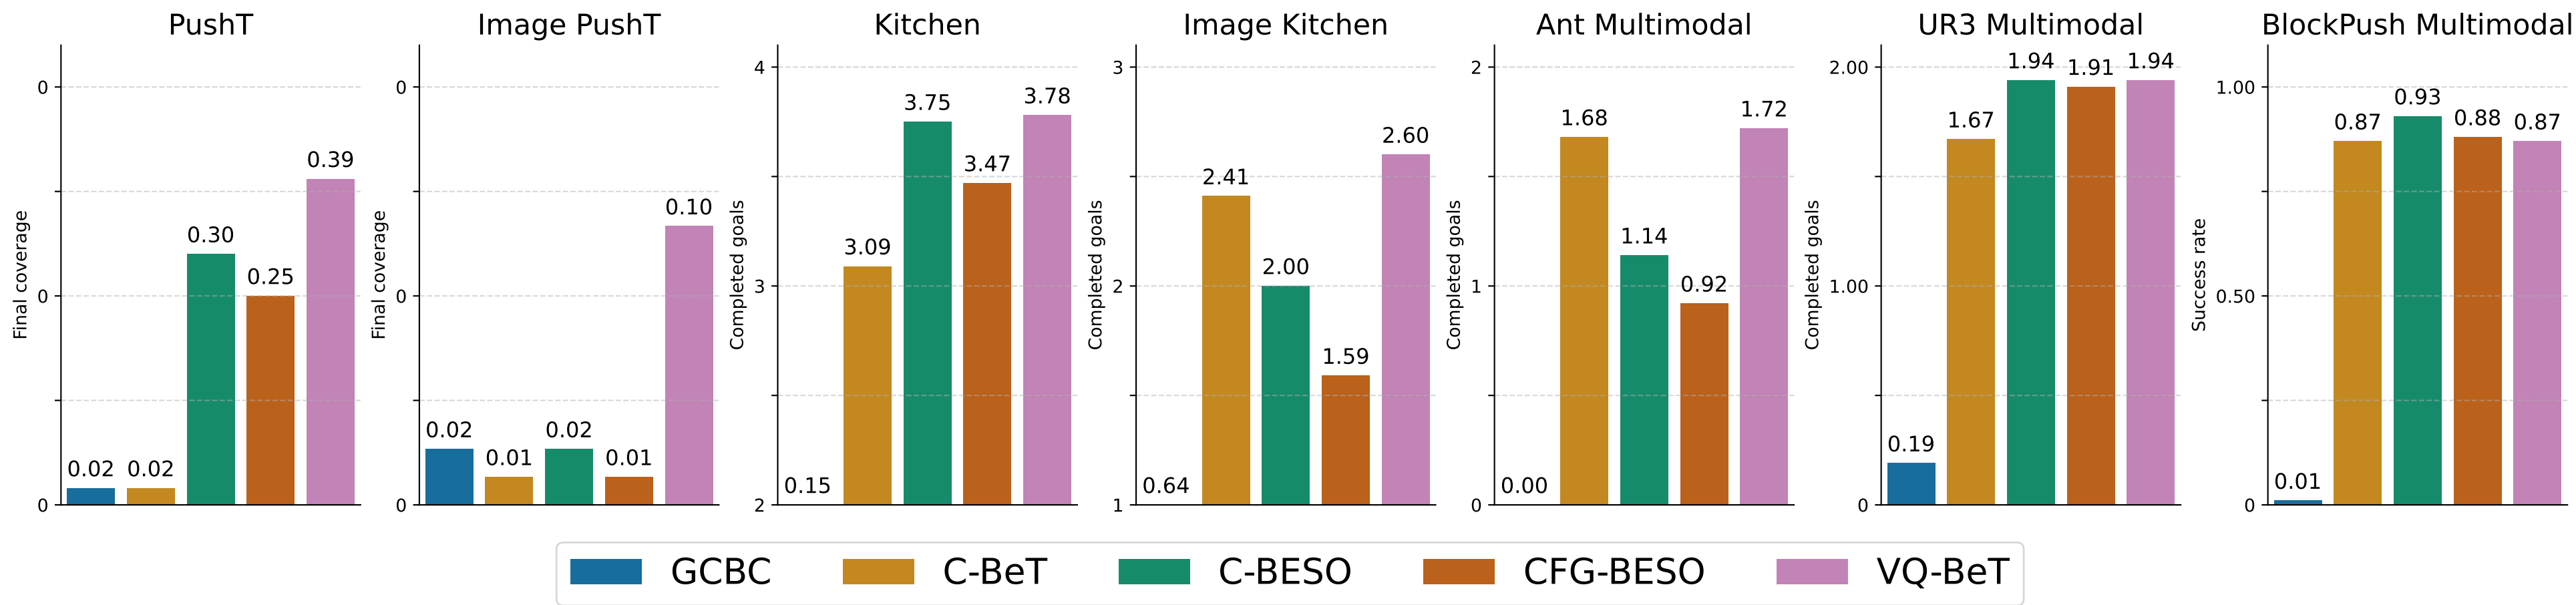 PushT
Final coverage
0
0
0
0.02
0.02
0.30
0.25
0.39
Image PushT
Final coverage
0
0
0
0.02
0.01
0.02
0.01
0.10
Kitchen
Completed goals
4
3
2
0.15
3.09
3.75
3.47
3.78
Image Kitchen
Completed goals
3
2
1
0.64
2.41
2.00
1.59
2.60
Ant Multimodal
Completed goals
2
1
0
0.00
1.68
1.14
0.92
1.72
UR3 Multimodal
Completed goals
2.00
1.00
0
0.19
1.67
1.94
1.91
1.94
BlockPush Multimodal
Success rate
1.00
0.50
0
0.01
0.87
0.93
0.88
0.87
GCBC
C-BeT
C-BESO
CFG-BESO
VQ-BeT